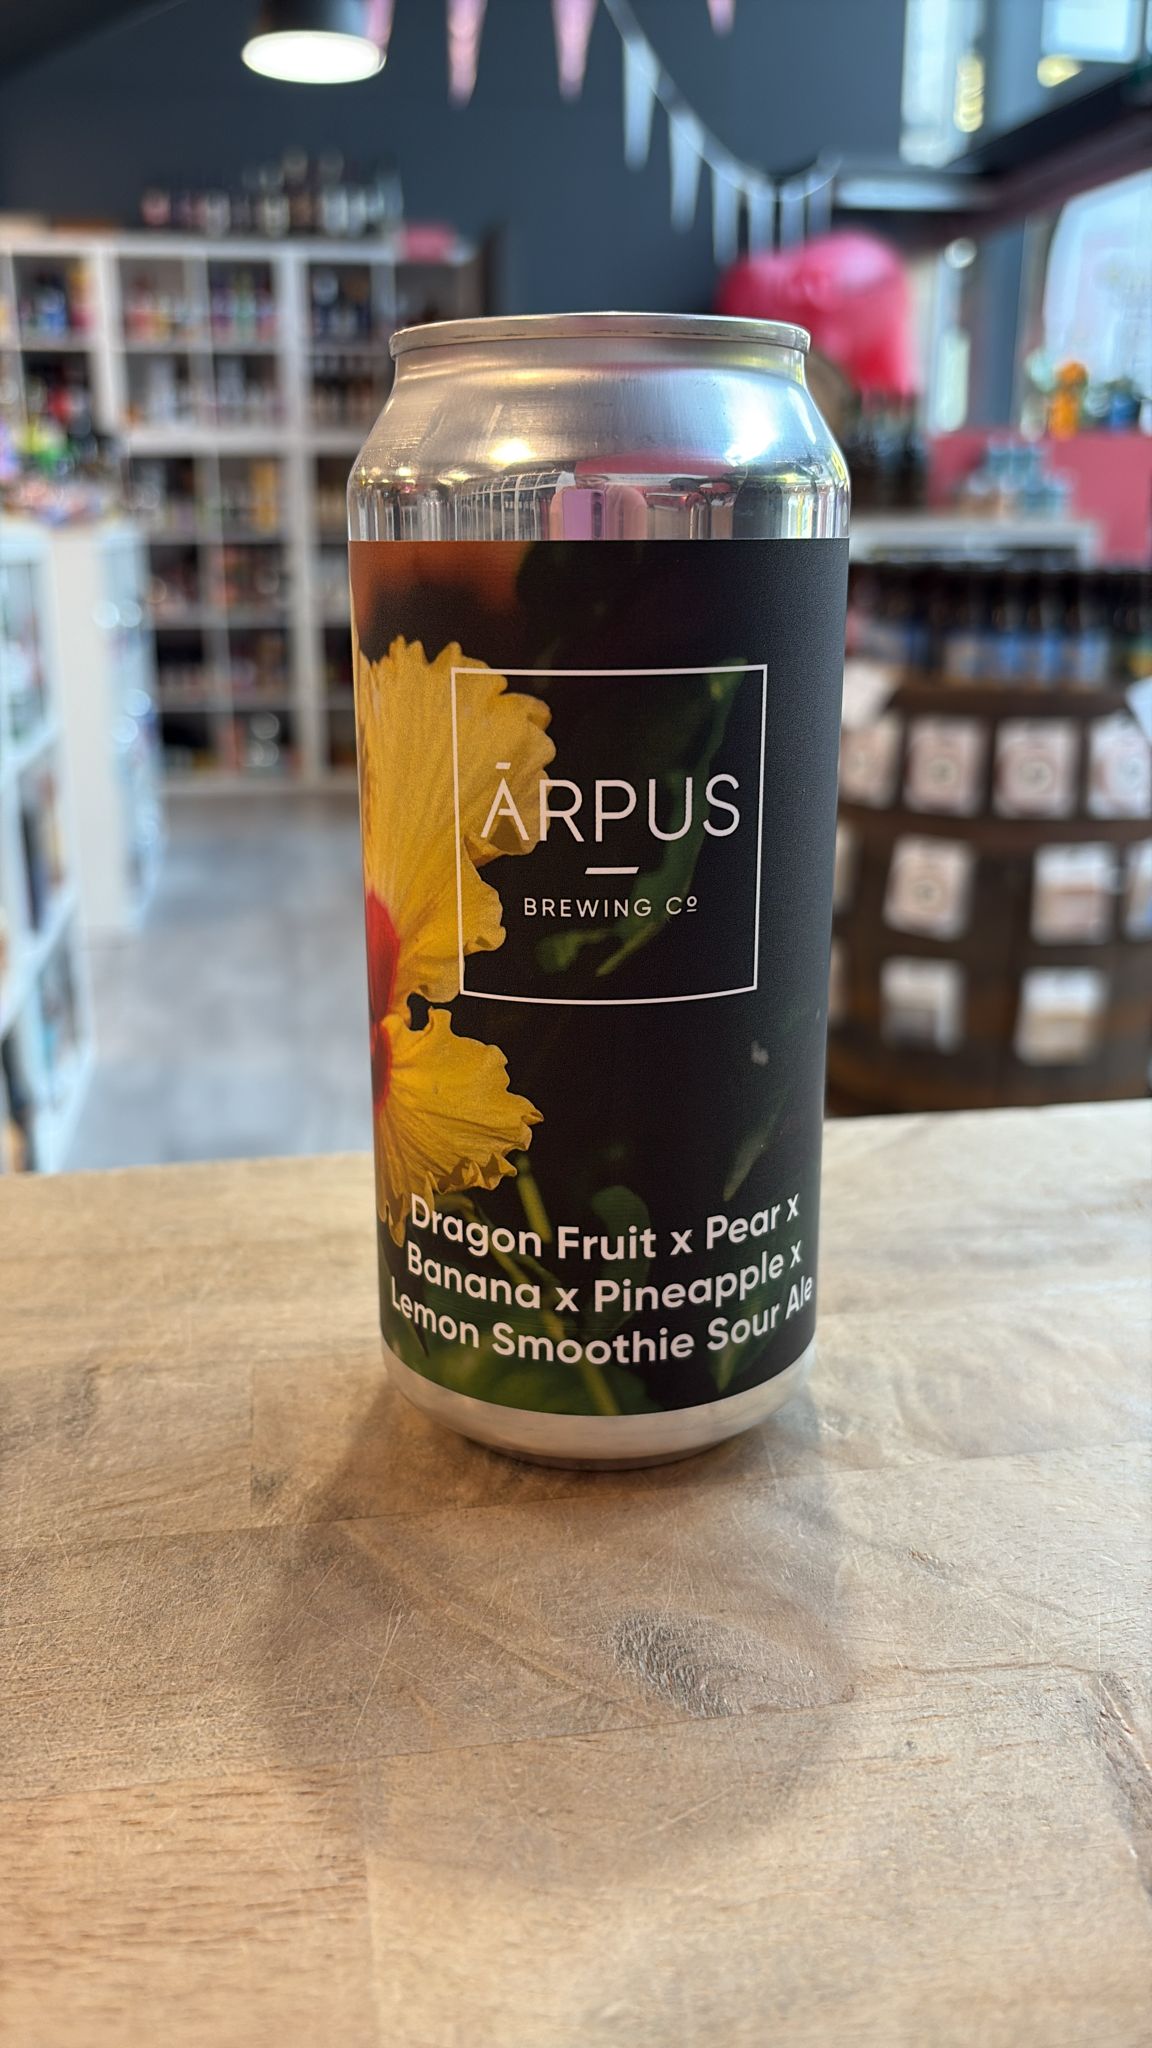 ĀRPUS
BREWING Cº
Dragon Fruit x Pear x
Banana x Pineapple x
Lemon Smoothie Sour Ale